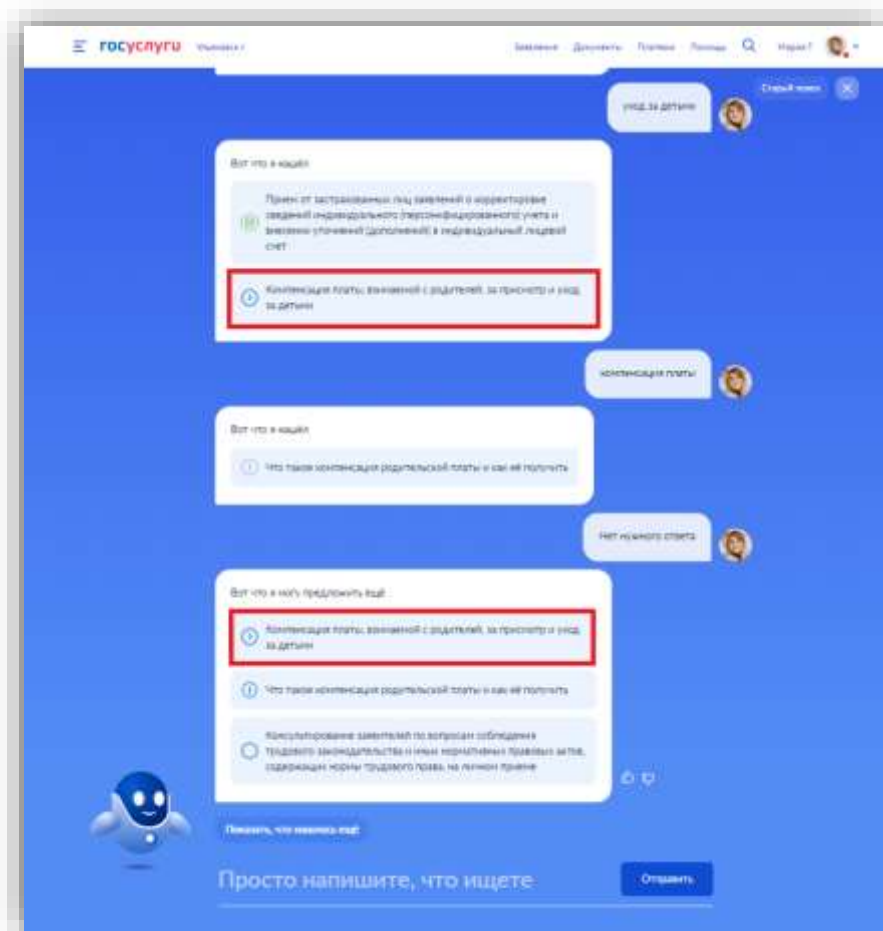 госуслуги
Заявления Документы Платежи Помощь
Старый поиск
уход за детьми
Вот что я нашёл
Прием от застрахованных лиц заявлений о корректировке
сведений индивидуального (персонифицированного) учета и
внесении уточнений (дополнений) в индивидуальный лицевой
счет
Компенсация платы, взимаемой с родителей, за присмотр и уход
за детьми
компенсация платы
Вот что я нашёл
Что такое компенсация родительской платы и как её получить
Нет нужного ответа
Вот что я могу предложить ещё
Компенсация платы, взимаемой с родителей, за присмотр и уход
за детьми
Что такое компенсация родительской платы и как её получить
Консультирование заявителей по вопросам соблюдения
трудового законодательства и иных нормативных правовых актов,
содержащих нормы трудового права, на личном приеме
Показать, что нашлось ещё
Просто напишите, что ищете
Отправить